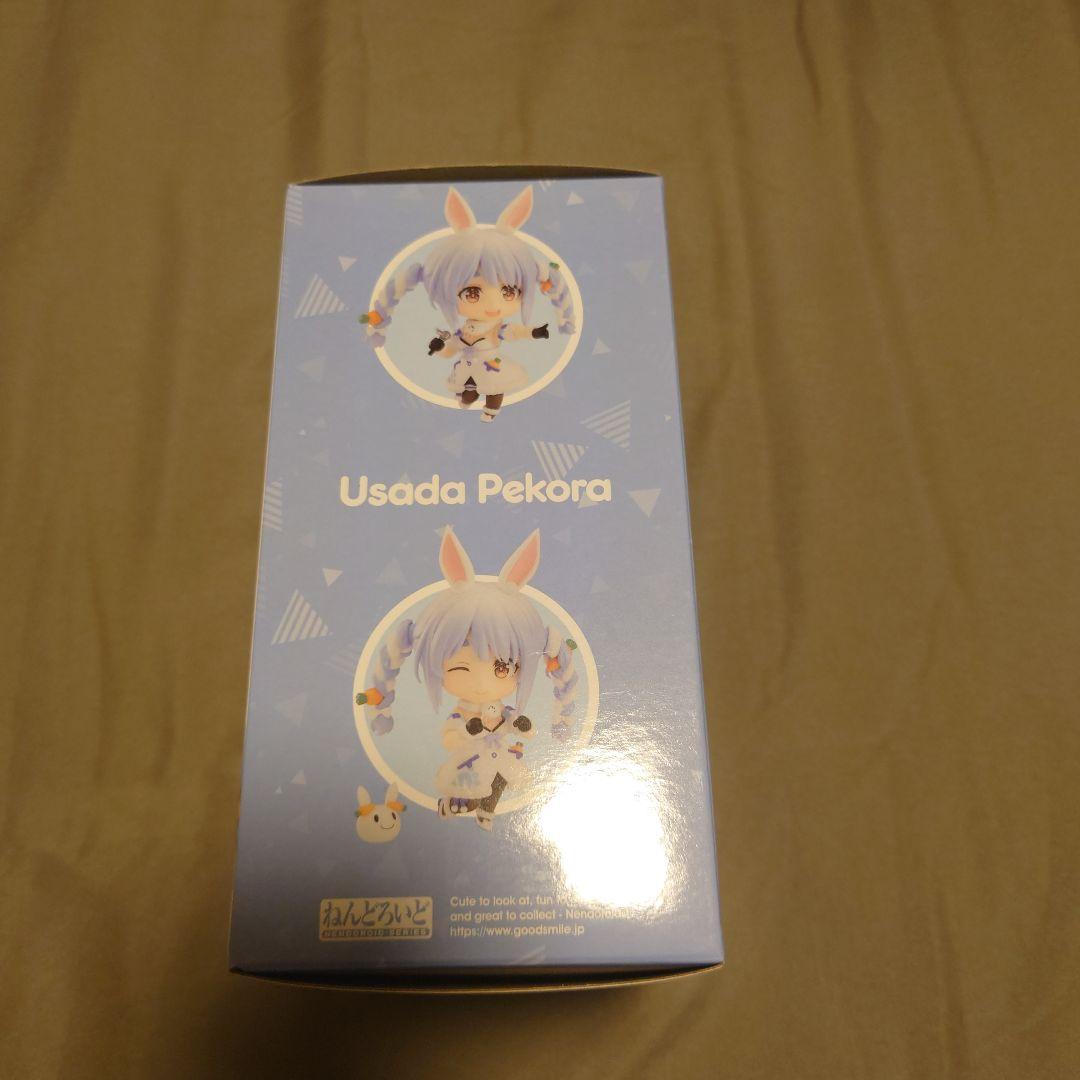 Usada Pekora
ねんどろいど
NENDOROID SERIES
Cute to look at, fun
and great to collect - Nendoroids!
https://www.goodsmile.jp